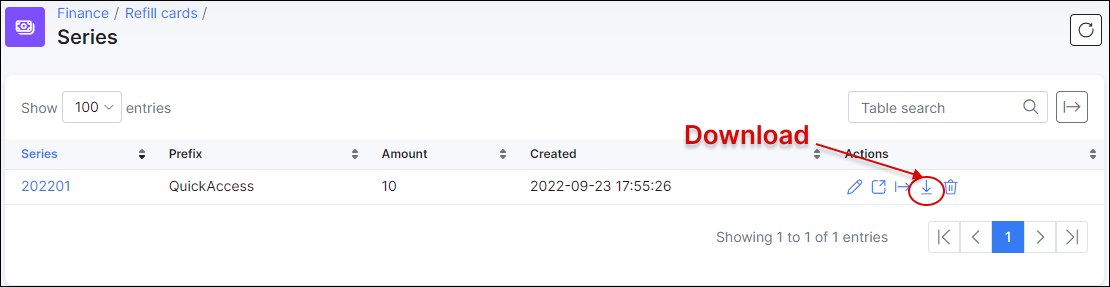 Finance / Refill cards /
Series
Show 100 entries
Table search
Download
Series Prefix Amount Created Actions
202201 QuickAccess 10 2022-09-23 17:55:26
Showing 1 to 1 of 1 entries 1